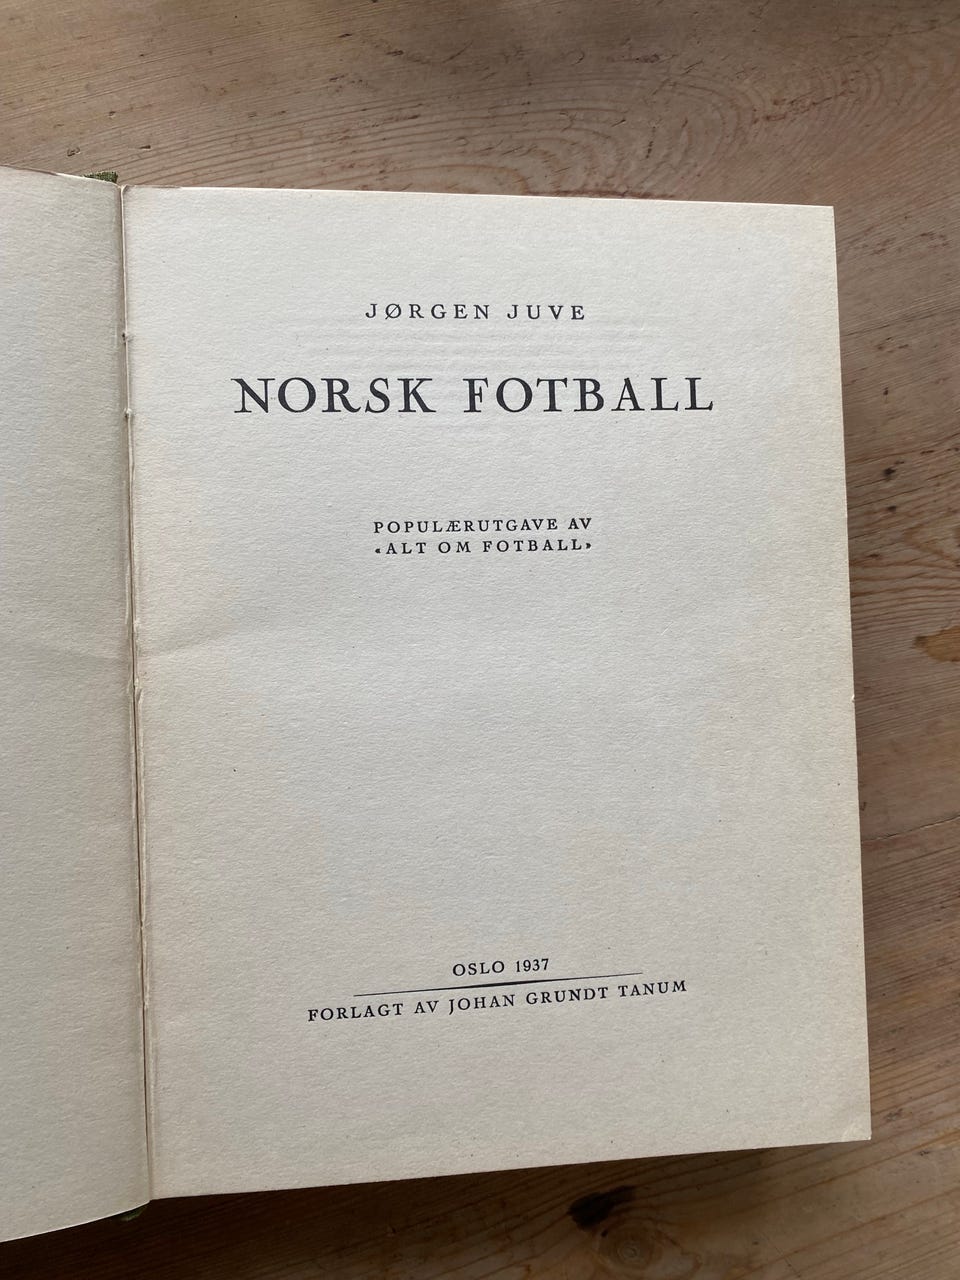 JØRGEN JUVE
NORSK FOTBALL
POPULÆRUTGAVE AV
«ALT OM FOTBALL»
OSLO 1937
FORLAGT AV JOHAN GRUNDT TANUM